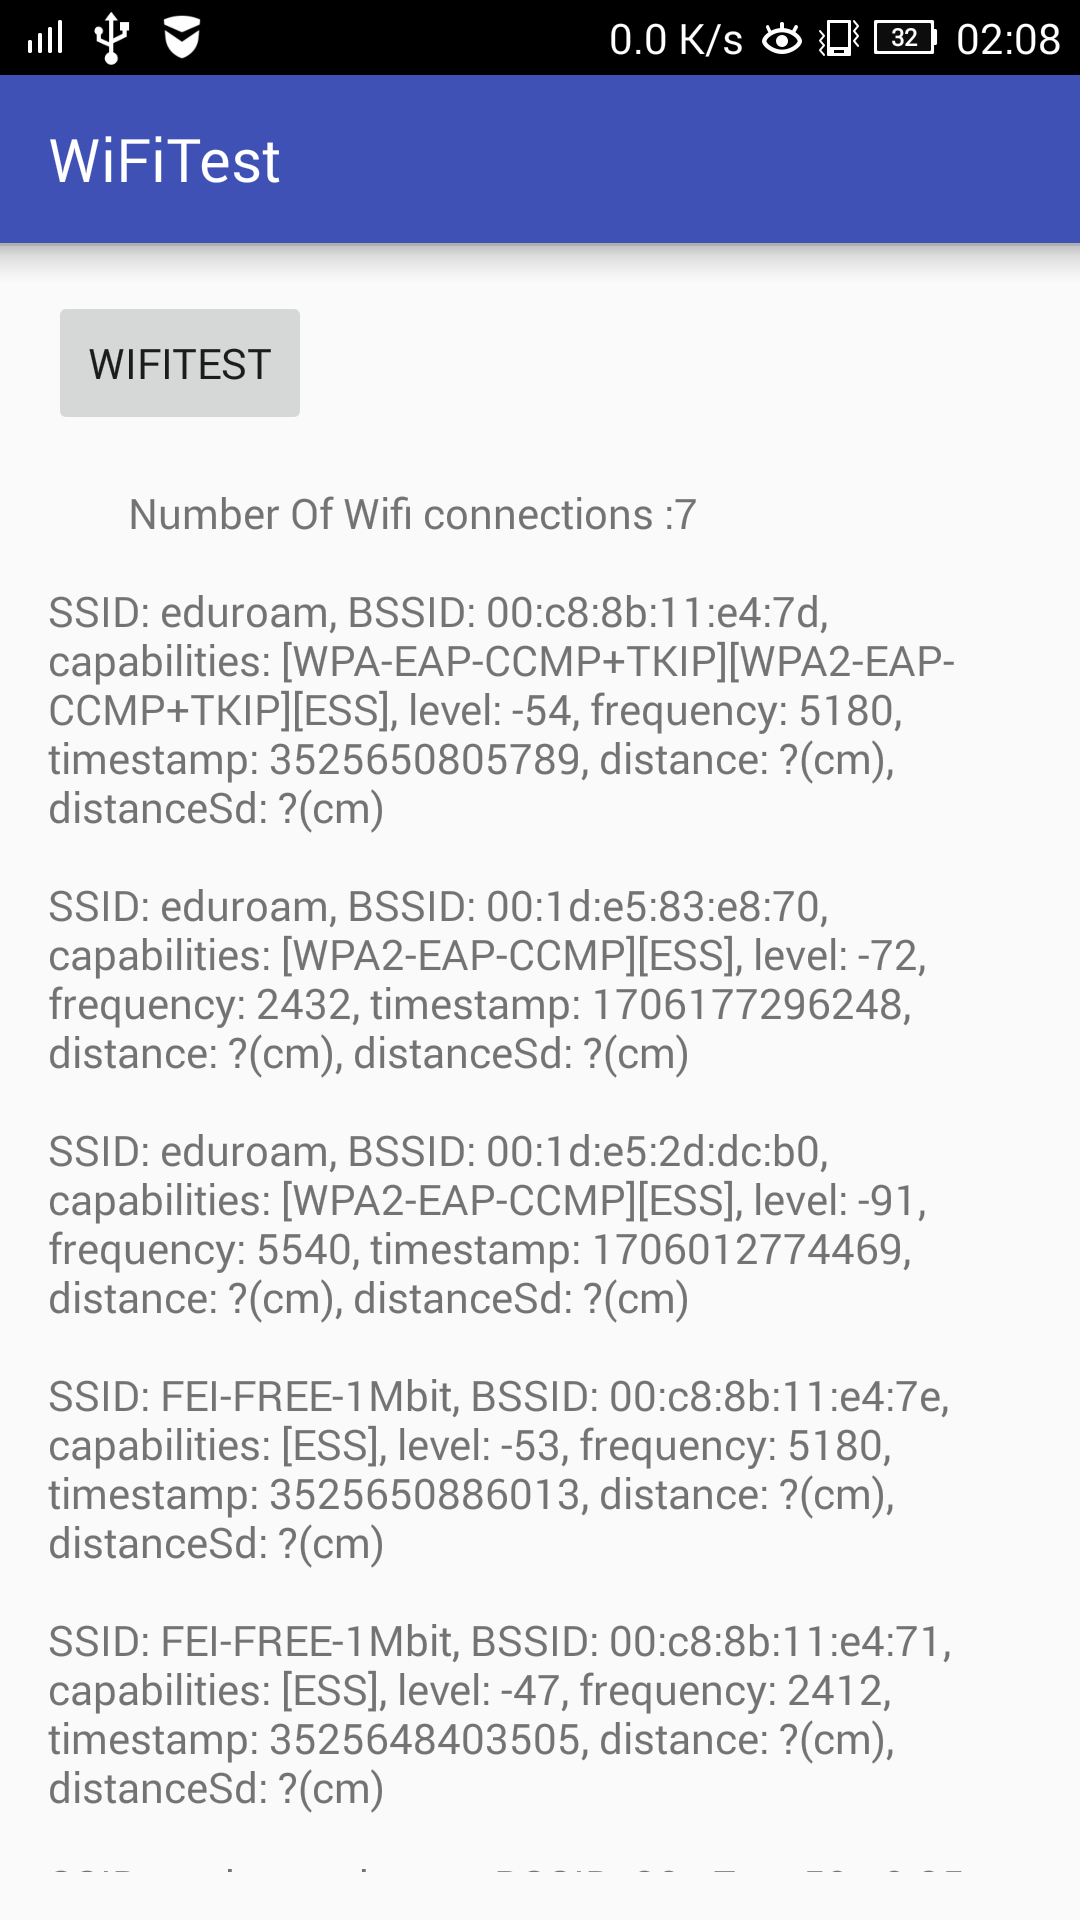 0.0 K/s 32 02:08
WiFiTest
WIFITEST
Number Of Wifi connections :7
SSID: eduroam, BSSID: 00:c8:8b:11:e4:7d,
capabilities: [WPA-EAP-CCMP+TKIP][WPA2-EAP-
CCMP+TKIP][ESS], level: -54, frequency: 5180,
timestamp: 3525650805789, distance: ?(cm),
distanceSd: ?(cm)
SSID: eduroam, BSSID: 00:1d:e5:83:e8:70,
capabilities: [WPA2-EAP-CCMP][ESS], level: -72,
frequency: 2432, timestamp: 1706177296248,
distance: ?(cm), distanceSd: ?(cm)
SSID: eduroam, BSSID: 00:1d:e5:2d:dc:b0,
capabilities: [WPA2-EAP-CCMP][ESS], level: -91,
frequency: 5540, timestamp: 1706012774469,
distance: ?(cm), distanceSd: ?(cm)
SSID: FEI-FREE-1Mbit, BSSID: 00:c8:8b:11:e4:7e,
capabilities: [ESS], level: -53, frequency: 5180,
timestamp: 3525650886013, distance: ?(cm),
distanceSd: ?(cm)
SSID: FEI-FREE-1Mbit, BSSID: 00:c8:8b:11:e4:71,
capabilities: [ESS], level: -47, frequency: 2412,
timestamp: 3525648403505, distance: ?(cm),
distanceSd: ?(cm)